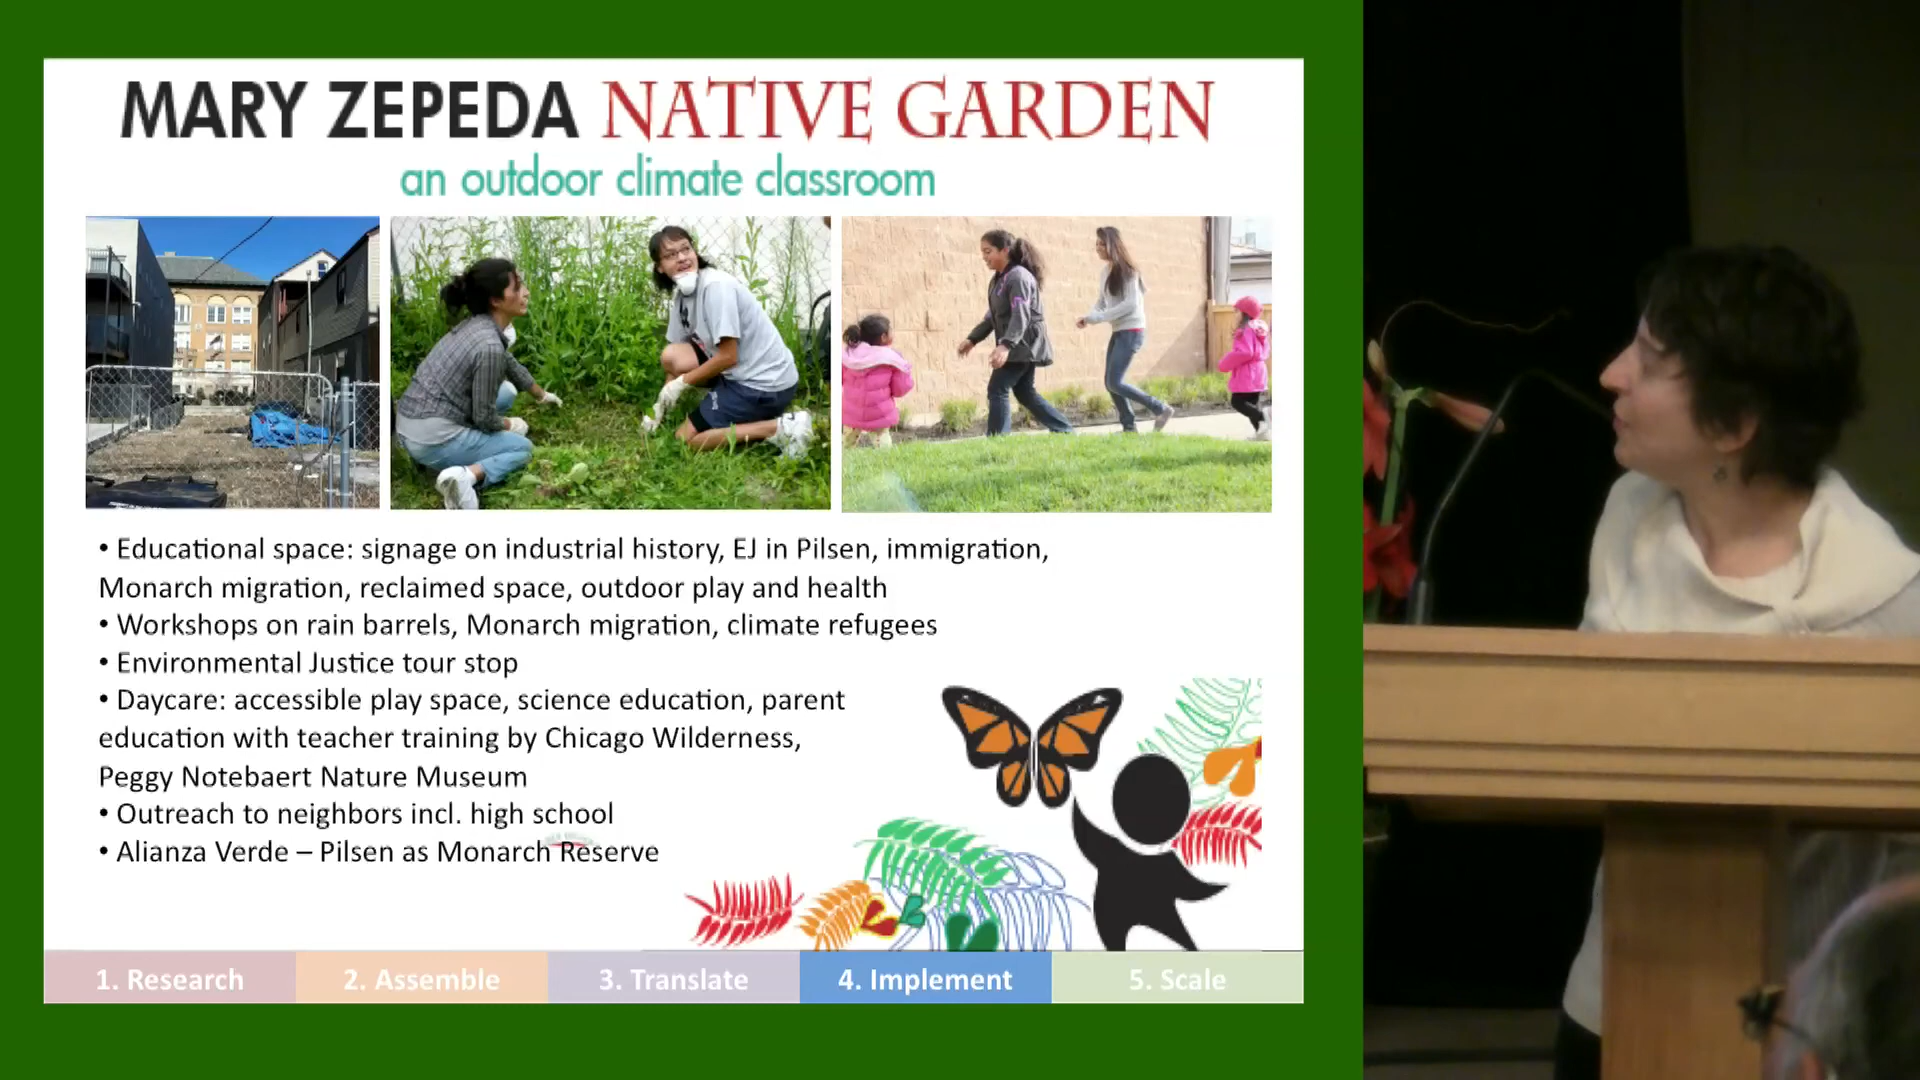 MARY ZEPEDA NATIVE GARDEN
an outdoor climate classroom
• Educational space: signage on industrial history, EJ in Pilsen, immigration,
Monarch migration, reclaimed space, outdoor play and health
• Workshops on rain barrels, Monarch migration, climate refugees
• Environmental Justice tour stop
• Daycare: accessible play space, science education, parent
education with teacher training by Chicago Wilderness,
Peggy Notebaert Nature Museum
• Outreach to neighbors incl. high school
• Alianza Verde – Pilsen as Monarch Reserve
1. Research 2. Assemble 3. Translate 4. Implement 5. Scale